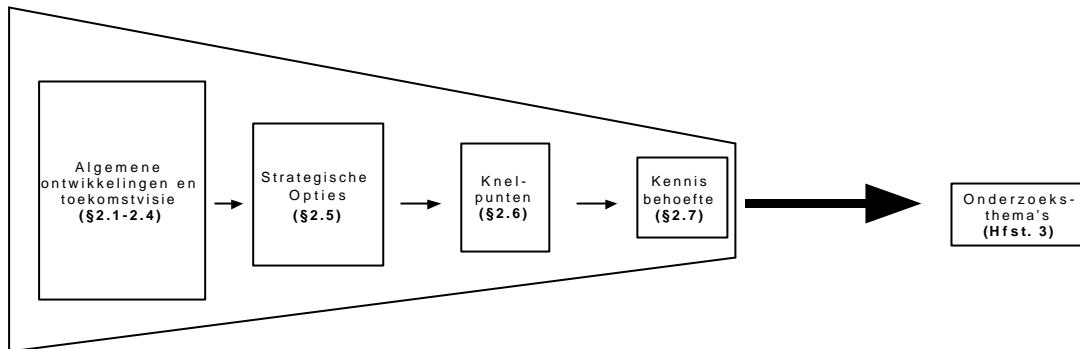 Algemene
ontwikkelingen en
toekomstvisie
(§2.1-2.4)
Strategische
Opties
(§2.5)
Knel-
punten
(§2.6)
Kennis
behoefte
(§2.7)
Onderzoeks-
thema's
(Hfst. 3)